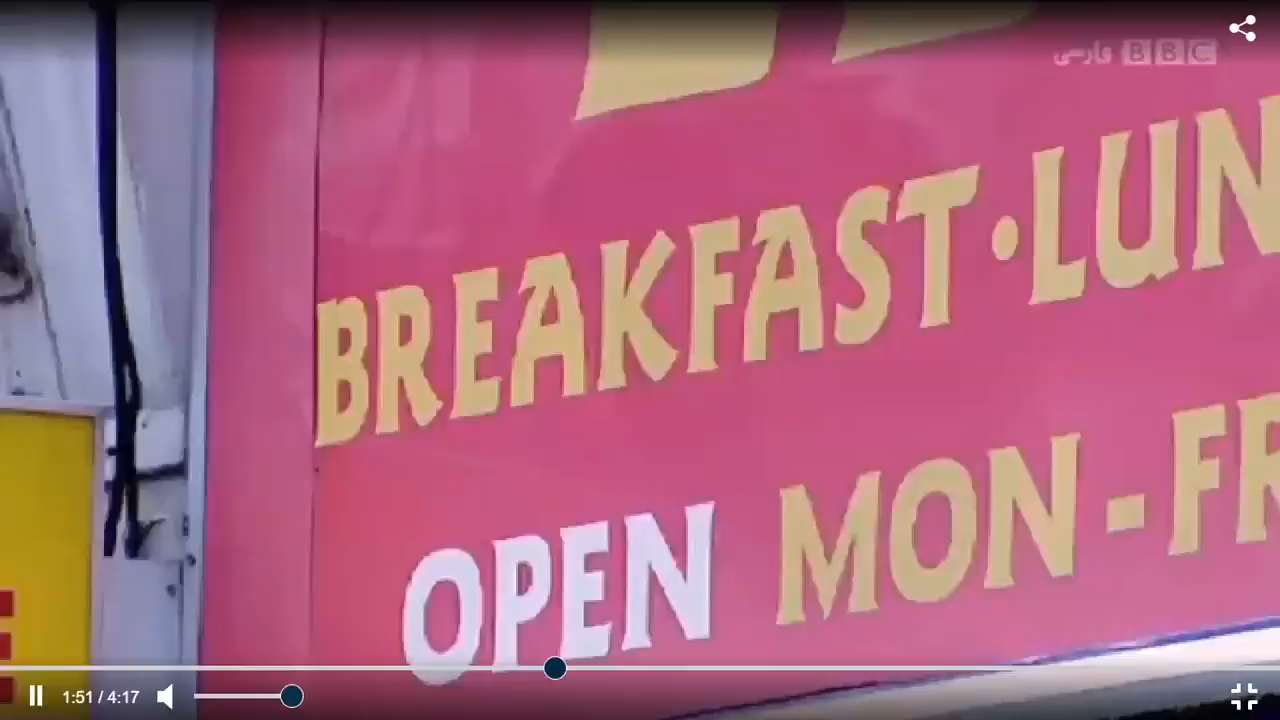 BBC فارسی
BREAKFAST•LUN
OPEN MON-FR
1:51 / 4:17